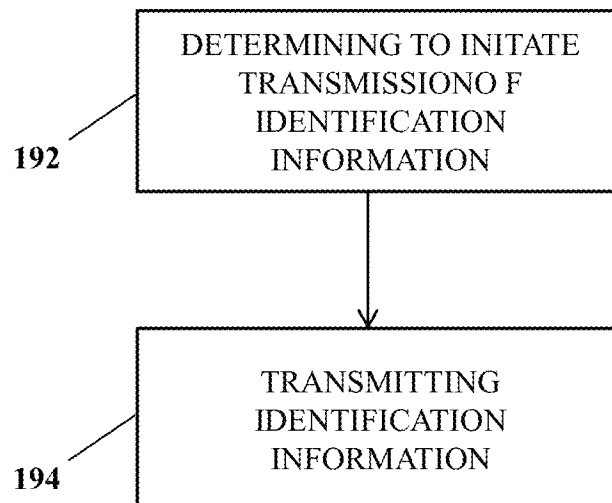 DETERMINING TO INITATE
TRANSMISSIONO F
IDENTIFICATION
INFORMATION
192
TRANSMITTING
IDENTIFICATION
INFORMATION
194